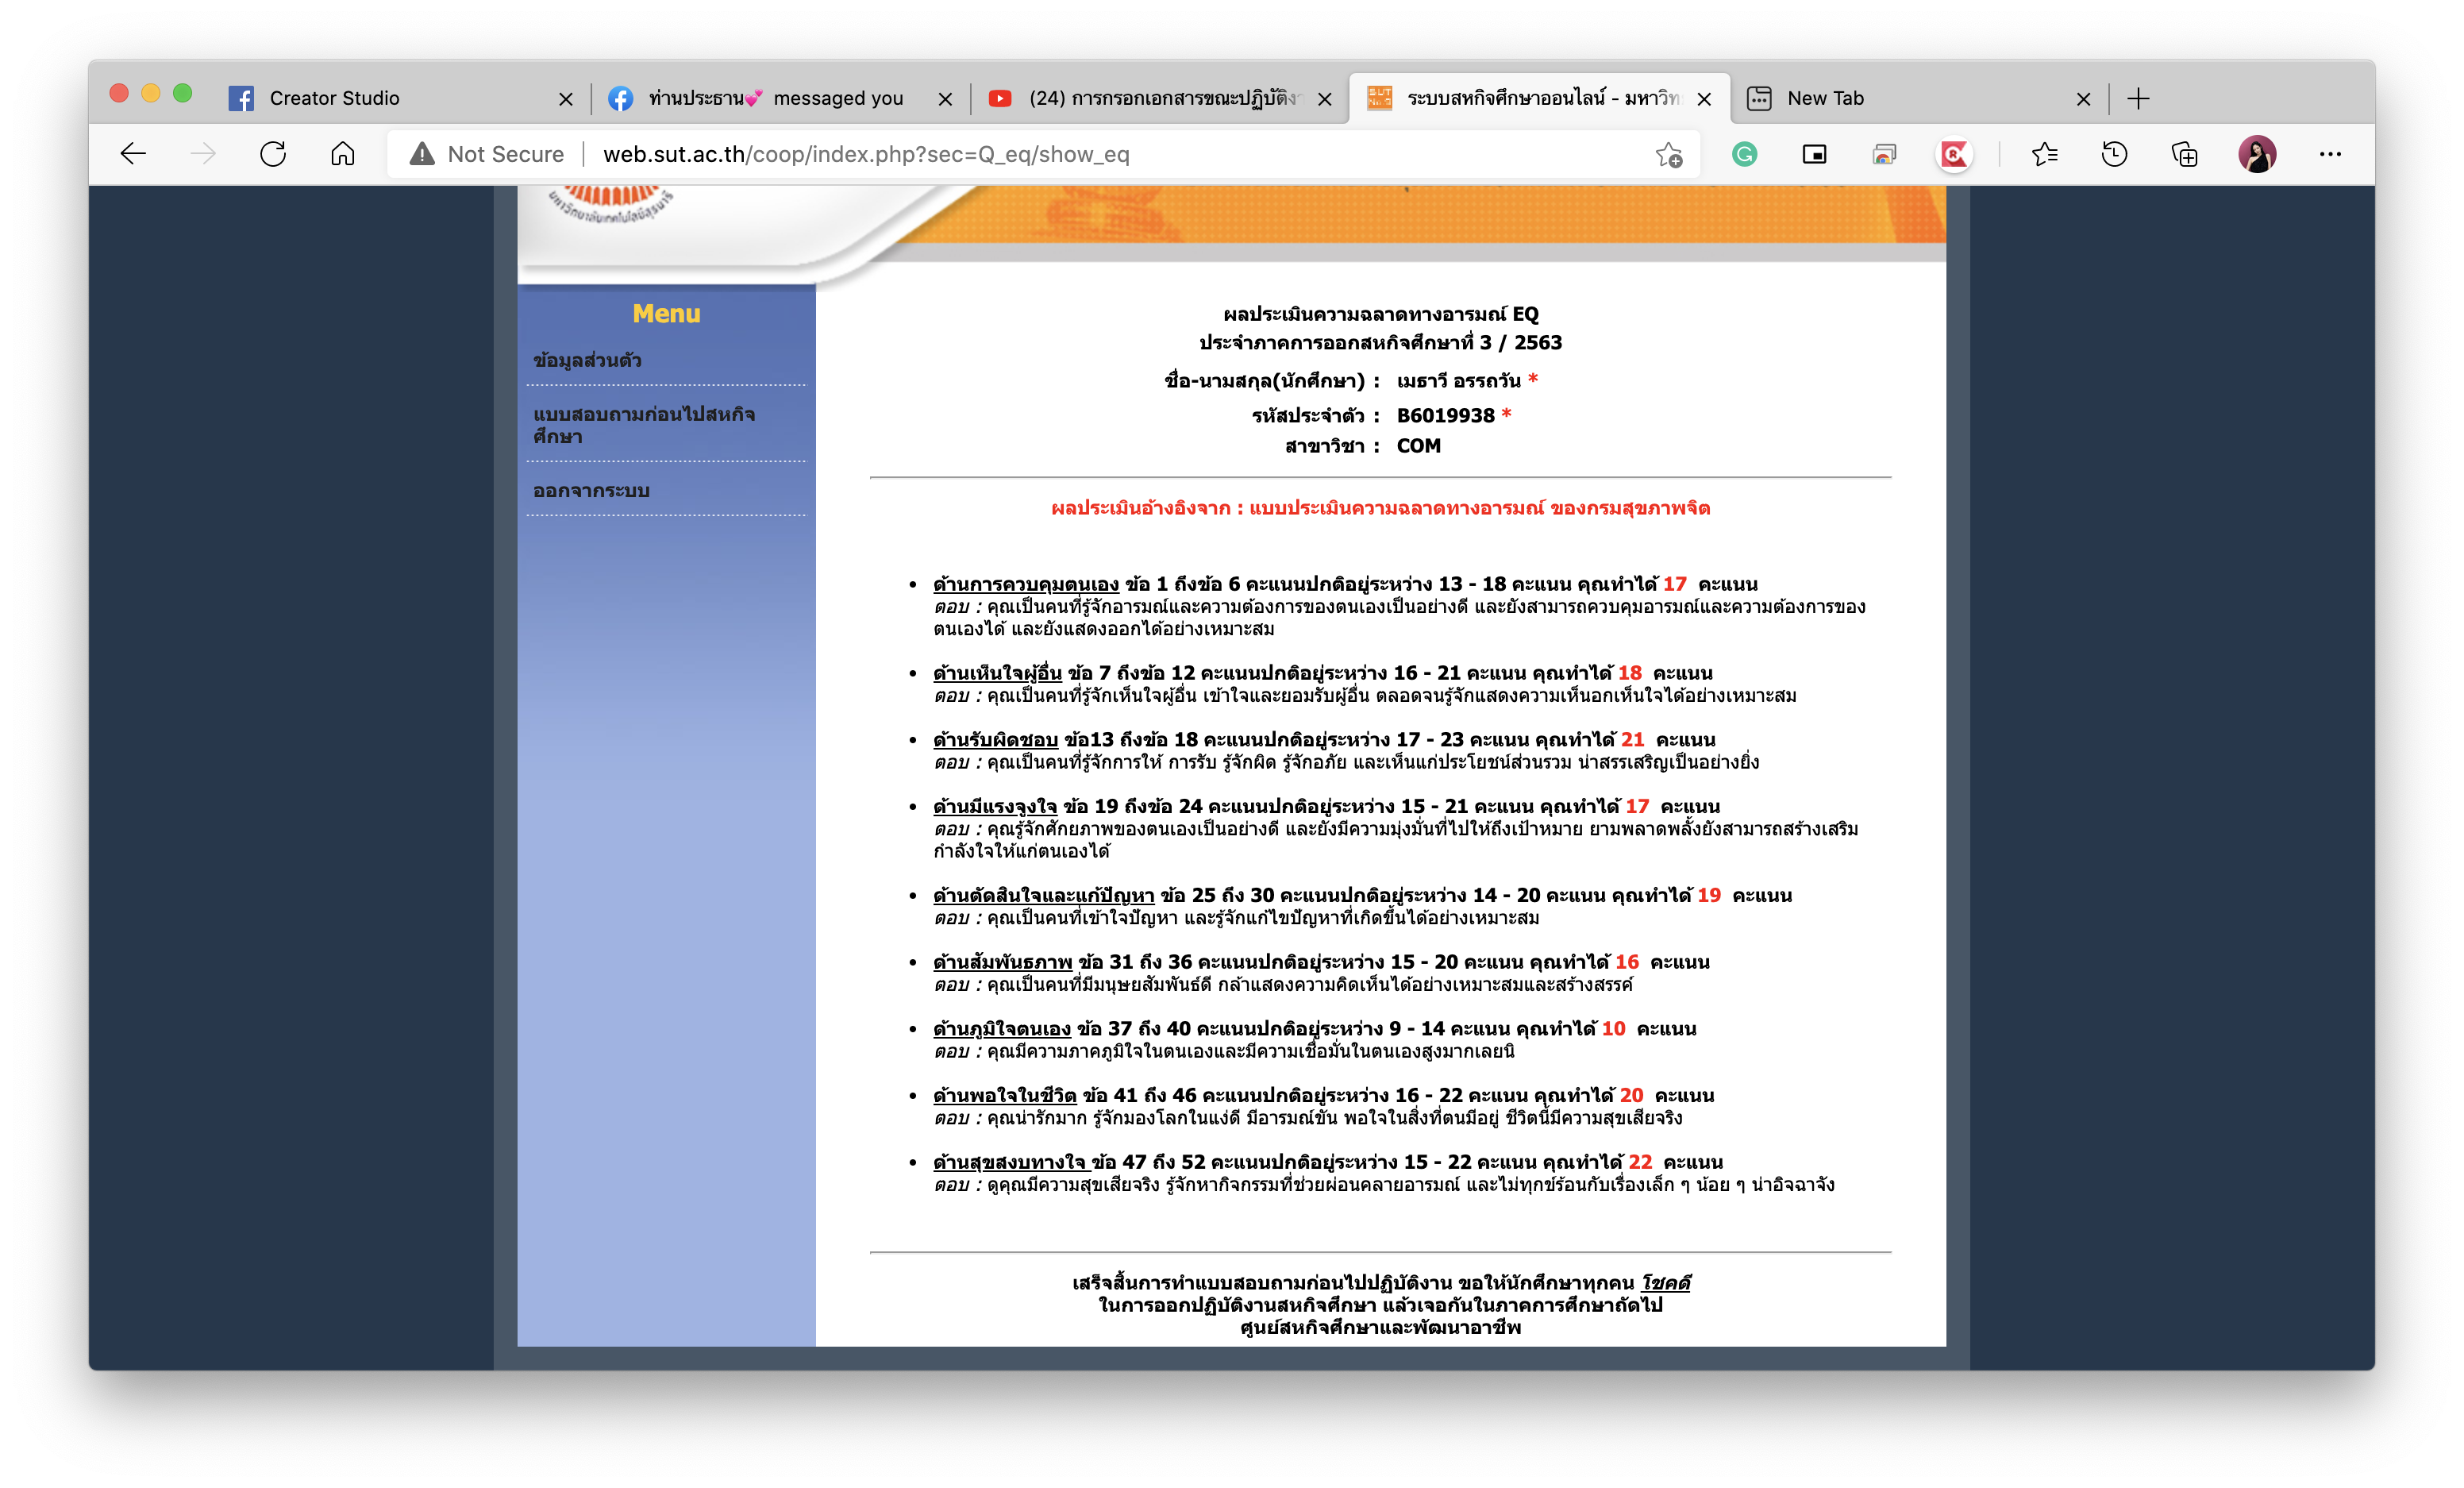 Creator Studio
ท่านประธาน💕 messaged you
(24) การกรอกเอกสารขณะปฏิบัติงา
ระบบสหกิจศึกษาออนไลน์ - มหาวิท
New Tab
Not Secure
web.sut.ac.th/coop/index.php?sec=Q_eq/show_eq
มหาวิทยาลัยเทคโนโลยีสุรนารี
Menu
ข้อมูลส่วนตัว
แบบสอบถามก่อนไปสหกิจ
ศึกษา
ออกจากระบบ
ผลประเมินความฉลาดทางอารมณ์ EQ
ประจำภาคการออกสหกิจศึกษาที่ 3 / 2563
ชื่อ-นามสกุล(นักศึกษา) : เมธาวี อรรถวัน *
รหัสประจำตัว : B6019938 *
สาขาวิชา : COM
ผลประเมินอ้างอิงจาก : แบบประเมินความฉลาดทางอารมณ์ ของกรมสุขภาพจิต
• ด้านการควบคุมตนเอง ข้อ 1 ถึงข้อ 6 คะแนนปกติอยู่ระหว่าง 13 - 18 คะแนน คุณทำได้ 17 คะแนน
ตอบ : คุณเป็นคนที่รู้จักอารมณ์และความต้องการของตนเองเป็นอย่างดี และยังสามารถควบคุมอารมณ์และความต้องการของ
ตนเองได้ และยังแสดงออกได้อย่างเหมาะสม
• ด้านเห็นใจผู้อื่น ข้อ 7 ถึงข้อ 12 คะแนนปกติอยู่ระหว่าง 16 - 21 คะแนน คุณทำได้ 18 คะแนน
ตอบ : คุณเป็นคนที่รู้จักเห็นใจผู้อื่น เข้าใจและยอมรับผู้อื่น ตลอดจนรู้จักแสดงความเห็นอกเห็นใจได้อย่างเหมาะสม
• ด้านรับผิดชอบ ข้อ13 ถึงข้อ 18 คะแนนปกติอยู่ระหว่าง 17 - 23 คะแนน คุณทำได้ 21 คะแนน
ตอบ : คุณเป็นคนที่รู้จักการให้ การรับ รู้จักผิด รู้จักอภัย และเห็นแก่ประโยชน์ส่วนรวม น่าสรรเสริญเป็นอย่างยิ่ง
• ด้านมีแรงจูงใจ ข้อ 19 ถึงข้อ 24 คะแนนปกติอยู่ระหว่าง 15 - 21 คะแนน คุณทำได้ 17 คะแนน
ตอบ : คุณรู้จักศักยภาพของตนเองเป็นอย่างดี และยังมีความมุ่งมั่นที่ไปให้ถึงเป้าหมาย ยามพลาดพลั้งยังสามารถสร้างเสริม
กำลังใจให้แก่ตนเองได้
• ด้านตัดสินใจและแก้ปัญหา ข้อ 25 ถึง 30 คะแนนปกติอยู่ระหว่าง 14 - 20 คะแนน คุณทำได้ 19 คะแนน
ตอบ : คุณเป็นคนที่เข้าใจปัญหา และรู้จักแก้ไขปัญหาที่เกิดขึ้นได้อย่างเหมาะสม
• ด้านสัมพันธภาพ ข้อ 31 ถึง 36 คะแนนปกติอยู่ระหว่าง 15 - 20 คะแนน คุณทำได้ 16 คะแนน
ตอบ : คุณเป็นคนที่มีมนุษยสัมพันธ์ดี กล้าแสดงความคิดเห็นได้อย่างเหมาะสมและสร้างสรรค์
• ด้านภูมิใจตนเอง ข้อ 37 ถึง 40 คะแนนปกติอยู่ระหว่าง 9 - 14 คะแนน คุณทำได้ 10 คะแนน
ตอบ : คุณมีความภาคภูมิใจในตนเองและมีความเชื่อมั่นในตนเองสูงมากเลยนิ
• ด้านพอใจในชีวิต ข้อ 41 ถึง 46 คะแนนปกติอยู่ระหว่าง 16 - 22 คะแนน คุณทำได้ 20 คะแนน
ตอบ : คุณน่ารักมาก รู้จักมองโลกในแง่ดี มีอารมณ์ขัน พอใจในสิ่งที่ตนมีอยู่ ชีวิตนี้มีความสุขเสียจริง
• ด้านสุขสงบทางใจ ข้อ 47 ถึง 52 คะแนนปกติอยู่ระหว่าง 15 - 22 คะแนน คุณทำได้ 22 คะแนน
ตอบ : ดูคุณมีความสุขเสียจริง รู้จักหากิจกรรมที่ช่วยผ่อนคลายอารมณ์ และไม่ทุกข์ร้อนกับเรื่องเล็ก ๆ น้อย ๆ น่าอิจฉาจัง
เสร็จสิ้นการทำแบบสอบถามก่อนไปปฏิบัติงาน ขอให้นักศึกษาทุกคน โชคดี
ในการออกปฏิบัติงานสหกิจศึกษา แล้วเจอกันในภาคการศึกษาถัดไป
ศูนย์สหกิจศึกษาและพัฒนาอาชีพ